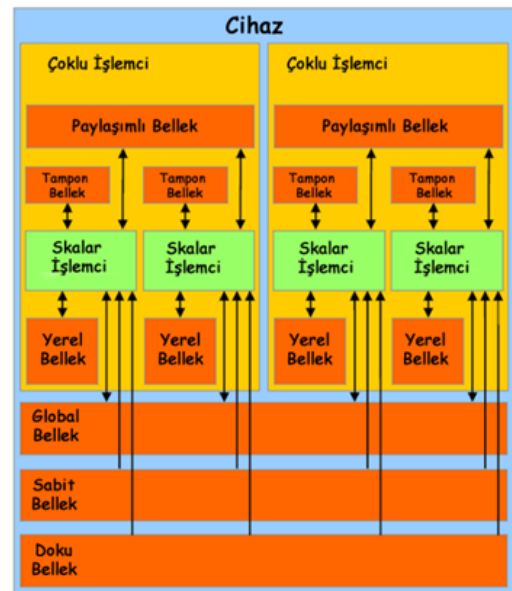 Cihaz
Çoklu İşlemci
Çoklu İşlemci
Paylaşımlı Bellek
Paylaşımlı Bellek
Tampon
Bellek
Tampon
Bellek
Tampon
Bellek
Tampon
Bellek
Skalar
İşlemci
Skalar
İşlemci
Skalar
İşlemci
Skalar
İşlemci
Yerel
Bellek
Yerel
Bellek
Yerel
Bellek
Yerel
Bellek
Global
Bellek
Sabit
Bellek
Doku
Bellek